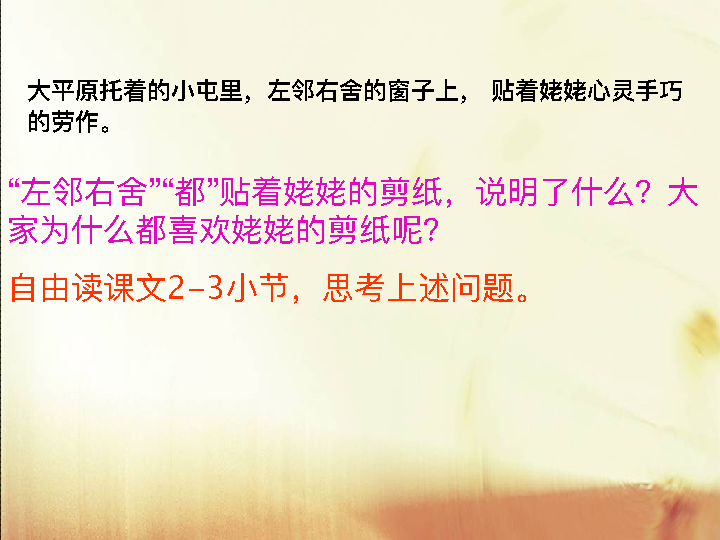 大平原托着的小屯里，左邻右舍的窗子上， 贴着姥姥心灵手巧
的劳作。
“左邻右舍”“都”贴着姥姥的剪纸，说明了什么？大
家为什么都喜欢姥姥的剪纸呢？
自由读课文2-3小节，思考上述问题。